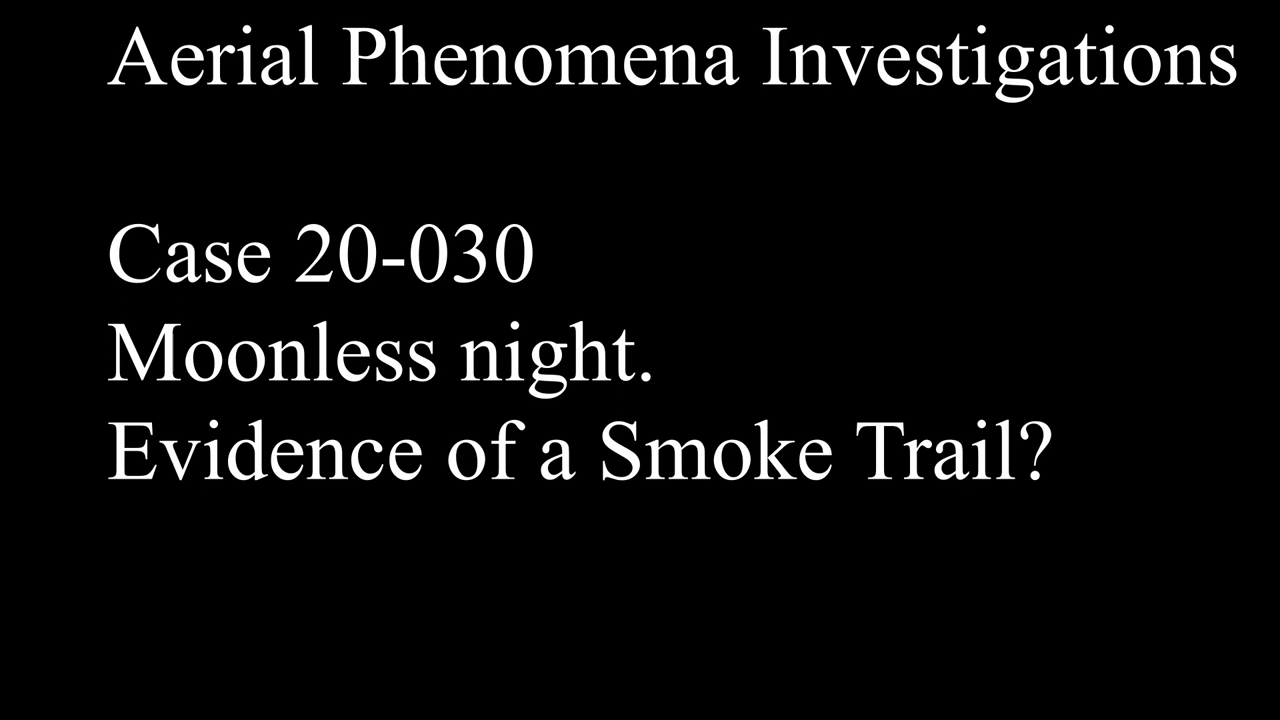 Aerial Phenomena Investigations
Case 20-030
Moonless night.
Evidence of a Smoke Trail?